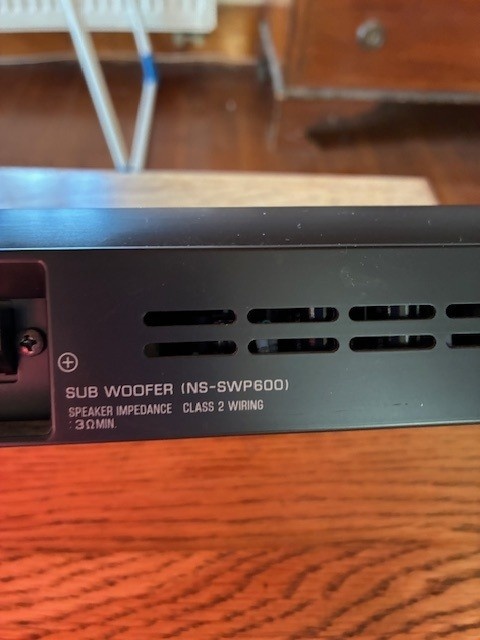 SUB WOOFER (NS-SWP600)
SPEAKER IMPEDANCE CLASS 2 WIRING
: 3ΩMIN.